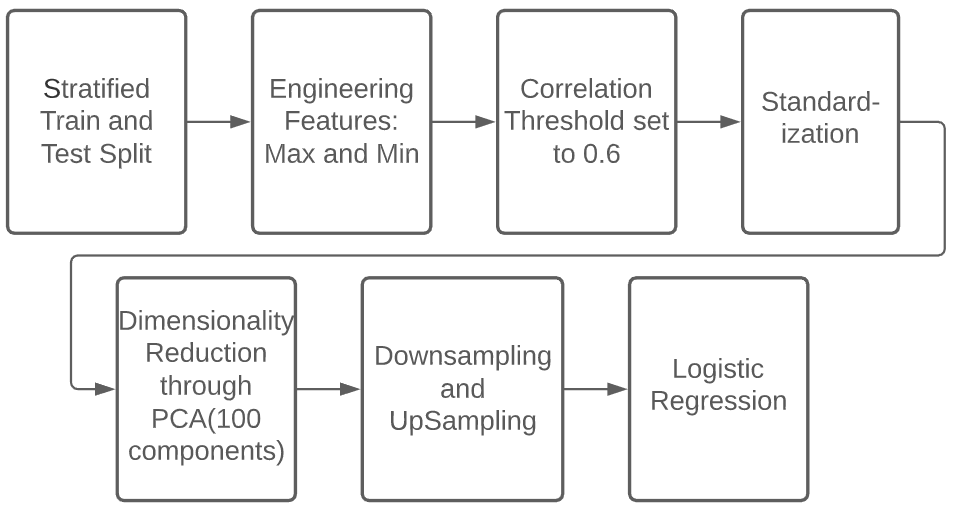 Stratified
Train and
Test Split
Engineering
Features:
Max and Min
Correlation
Threshold set
to 0.6
Standard-
ization
Dimensionality
Reduction
through
PCA(100
components)
Downsampling
and
UpSampling
Logistic
Regression